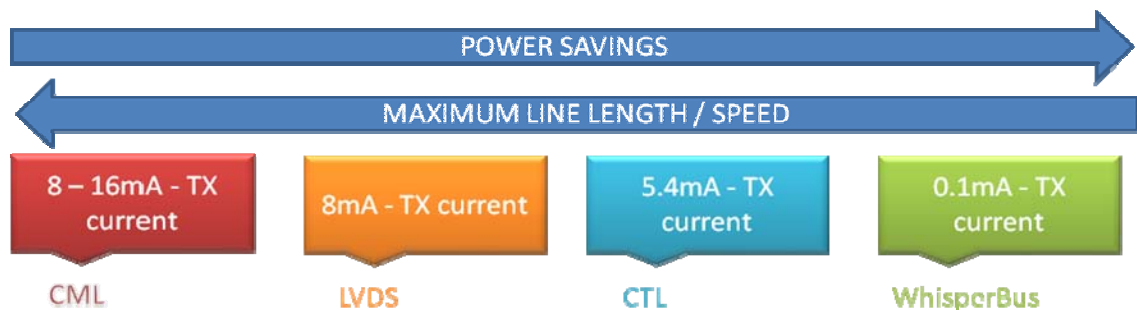 POWER SAVINGS
MAXIMUM LINE LENGTH / SPEED
8 – 16mA - TX
current
8mA - TX current
5.4mA - TX
current
0.1mA - TX
current
CML
LVDS
CTL
WhisperBus